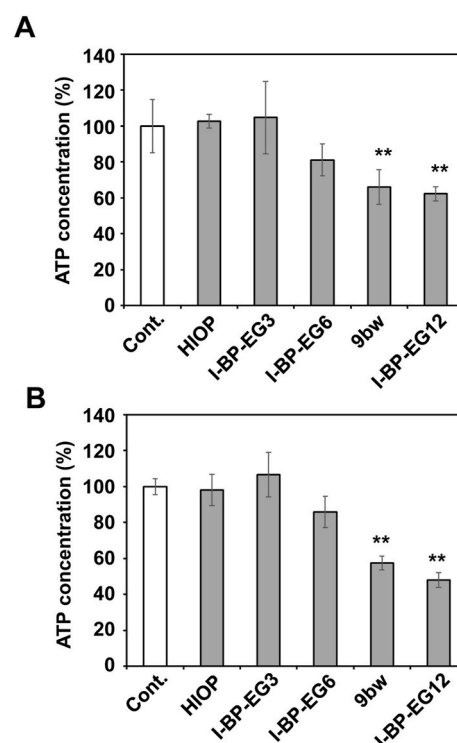 A
ATP concentration (%)
140
120
100
80
60
40
20
0
**
**
Cont.
HIOP
I-BP-EG3
I-BP-EG6
9bw
I-BP-EG12
B
ATP concentration (%)
140
120
100
80
60
40
20
0
**
**
Cont.
HIOP
I-BP-EG3
I-BP-EG6
9bw
I-BP-EG12